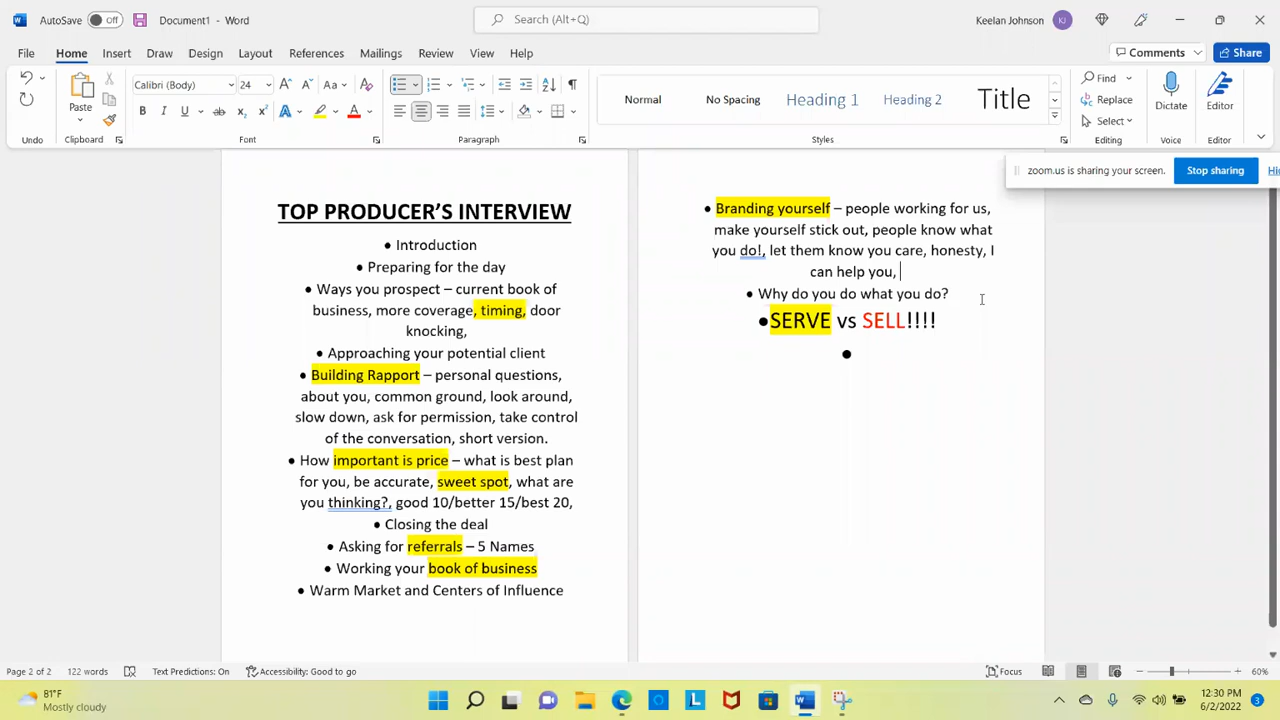 AutoSave Off Document1 - Word Search (Alt+Q) Keelan Johnson KJ
File Home Insert Draw Design Layout References Mailings Review View Help Comments Share
Paste Calibri (Body) 24 Aa Normal No Spacing Heading 1 Heading 2 Title Find Replace Select Dictate Editor
Undo Clipboard Font Paragraph Styles Editing Voice Editor
zoom.us is sharing your screen. Stop sharing Hi
TOP PRODUCER'S INTERVIEW
• Introduction
• Preparing for the day
• Ways you prospect – current book of
business, more coverage, timing, door
knocking,
• Approaching your potential client
• Building Rapport – personal questions,
about you, common ground, look around,
slow down, ask for permission, take control
of the conversation, short version.
• How important is price – what is best plan
for you, be accurate, sweet spot, what are
you thinking?, good 10/better 15/best 20,
• Closing the deal
• Asking for referrals – 5 Names
• Working your book of business
• Warm Market and Centers of Influence
• Branding yourself – people working for us,
make yourself stick out, people know what
you do!, let them know you care, honesty, I
can help you,
• Why do you do what you do?
• SERVE vs SELL!!!!
•
Page 2 of 2 122 words Text Predictions: On Accessibility: Good to go Focus 60%
81°F
Mostly cloudy
12:30 PM
6/2/2022
3